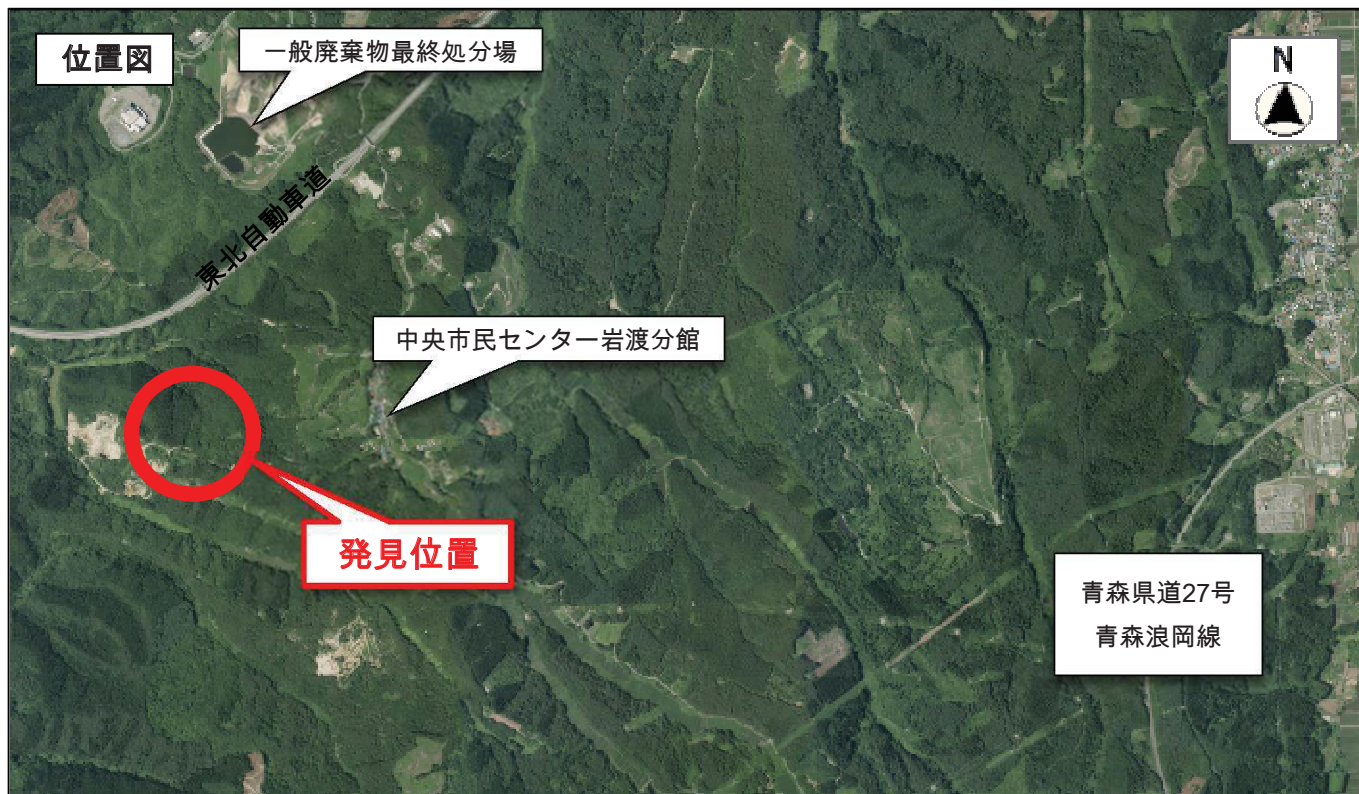 位置図
一般廃棄物最終処分場
N
東北自動車道
中央市民センター岩渡分館
発見位置
青森県道27号
青森浪岡線